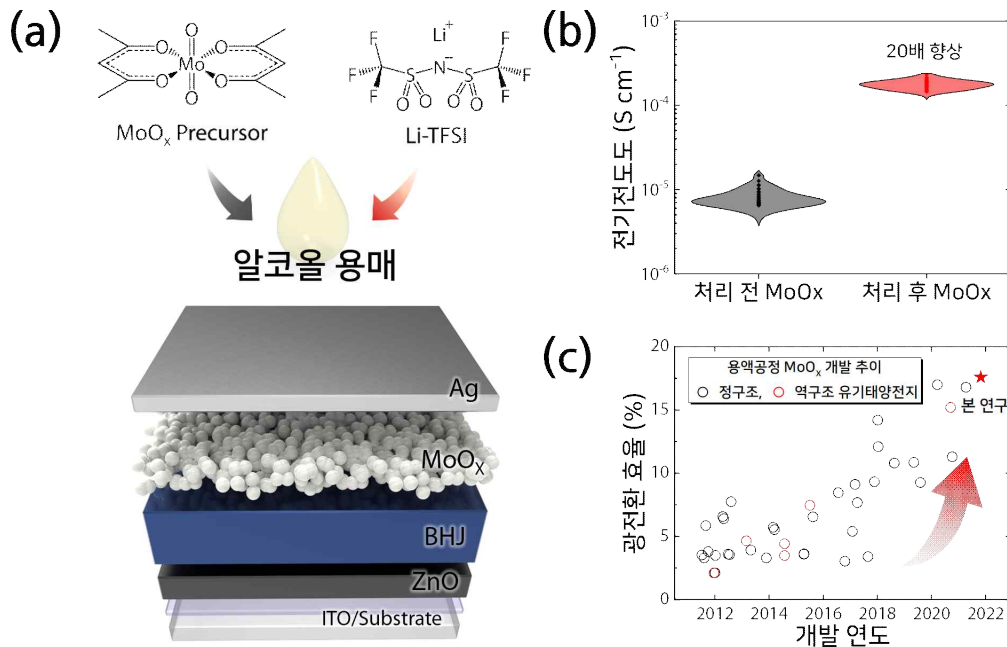 (a)
O
O
O
Mo
O
O
O
MoOₓ Precursor
Li⁺
F
F
F
S
N⁻
S
F
F
F
O
O
O
O
Li-TFSI
알코올 용매
Ag
MoOₓ
BHJ
ZnO
ITO/Substrate
(b)
전기전도도 (S cm⁻¹)
10⁻³
10⁻⁴
10⁻⁵
10⁻⁶
20배 향상
처리 전 MoOx
처리 후 MoOx
(c)
광전환 효율 (%)
20
15
10
5
0
용액공정 MoOₓ 개발 추이
정구조, 역구조 유기태양전지
본 연구
2012 2014 2016 2018 2020 2022
개발 연도